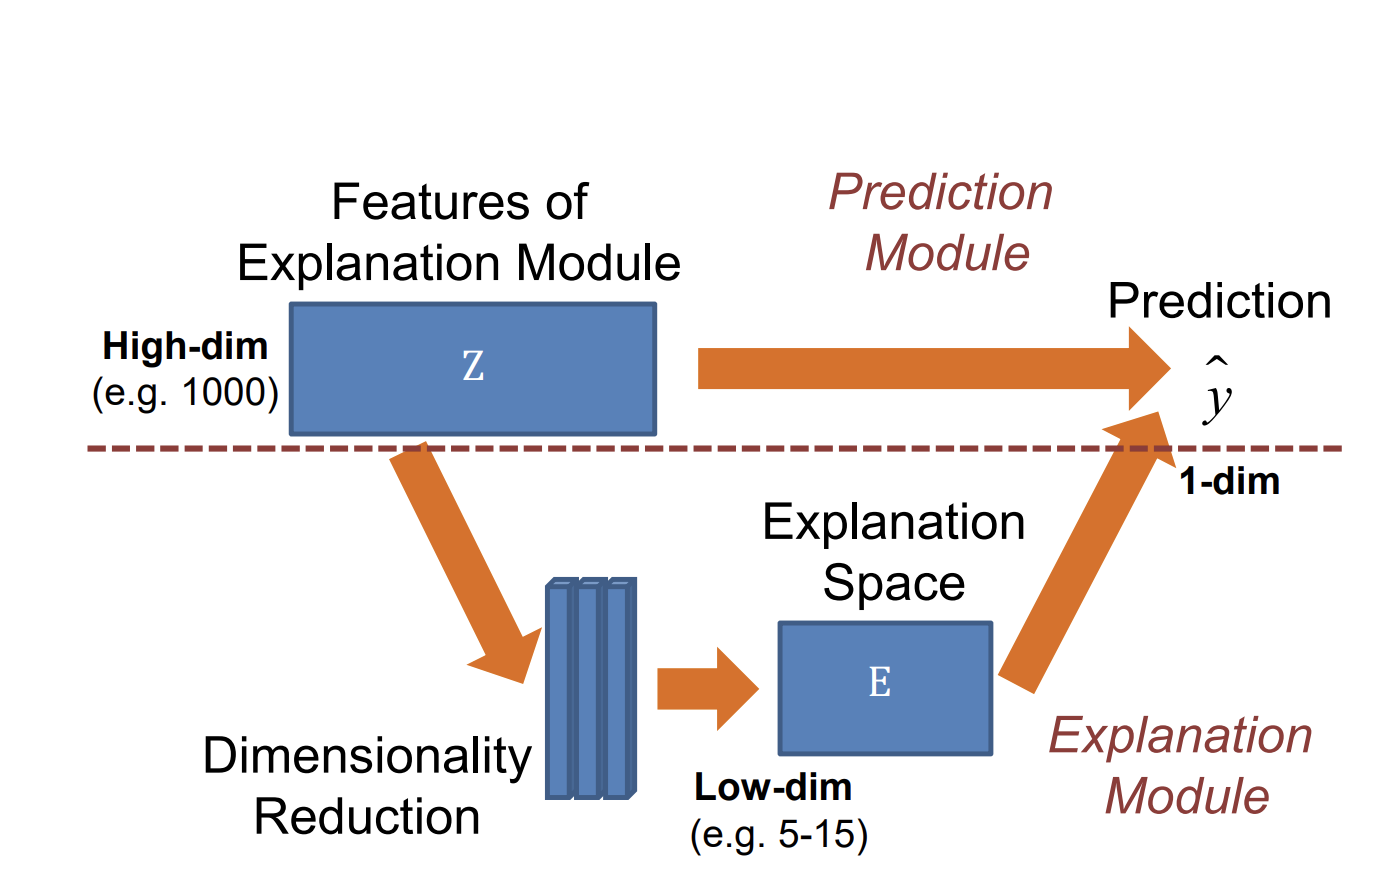 Features of
Explanation Module
Prediction
Module
Prediction
High-dim
(e.g. 1000)
Z
ŷ
1-dim
Explanation
Space
E
Dimensionality
Reduction
Low-dim
(e.g. 5-15)
Explanation
Module